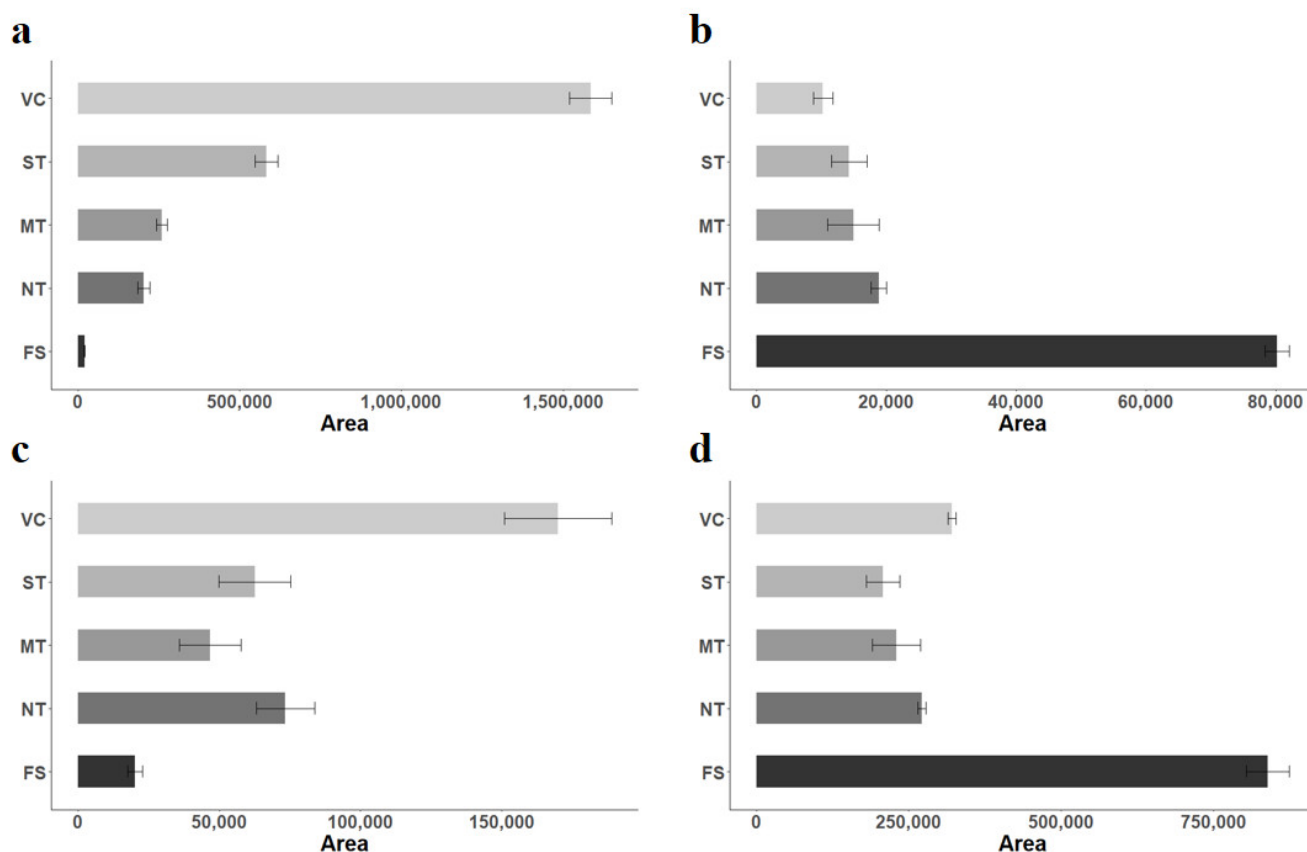 a
VC
ST
MT
NT
FS
0 500,000 1,000,000 1,500,000
Area
b
VC
ST
MT
NT
FS
0 20,000 40,000 60,000 80,000
Area
c
VC
ST
MT
NT
FS
0 50,000 100,000 150,000
Area
d
VC
ST
MT
NT
FS
0 250,000 500,000 750,000
Area